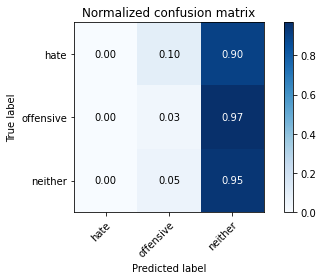 Normalized confusion matrix
True label
hate
0.00 0.10 0.90
offensive
0.00 0.03 0.97
neither
0.00 0.05 0.95
hate
offensive
neither
Predicted label
0.8
0.6
0.4
0.2
0.0